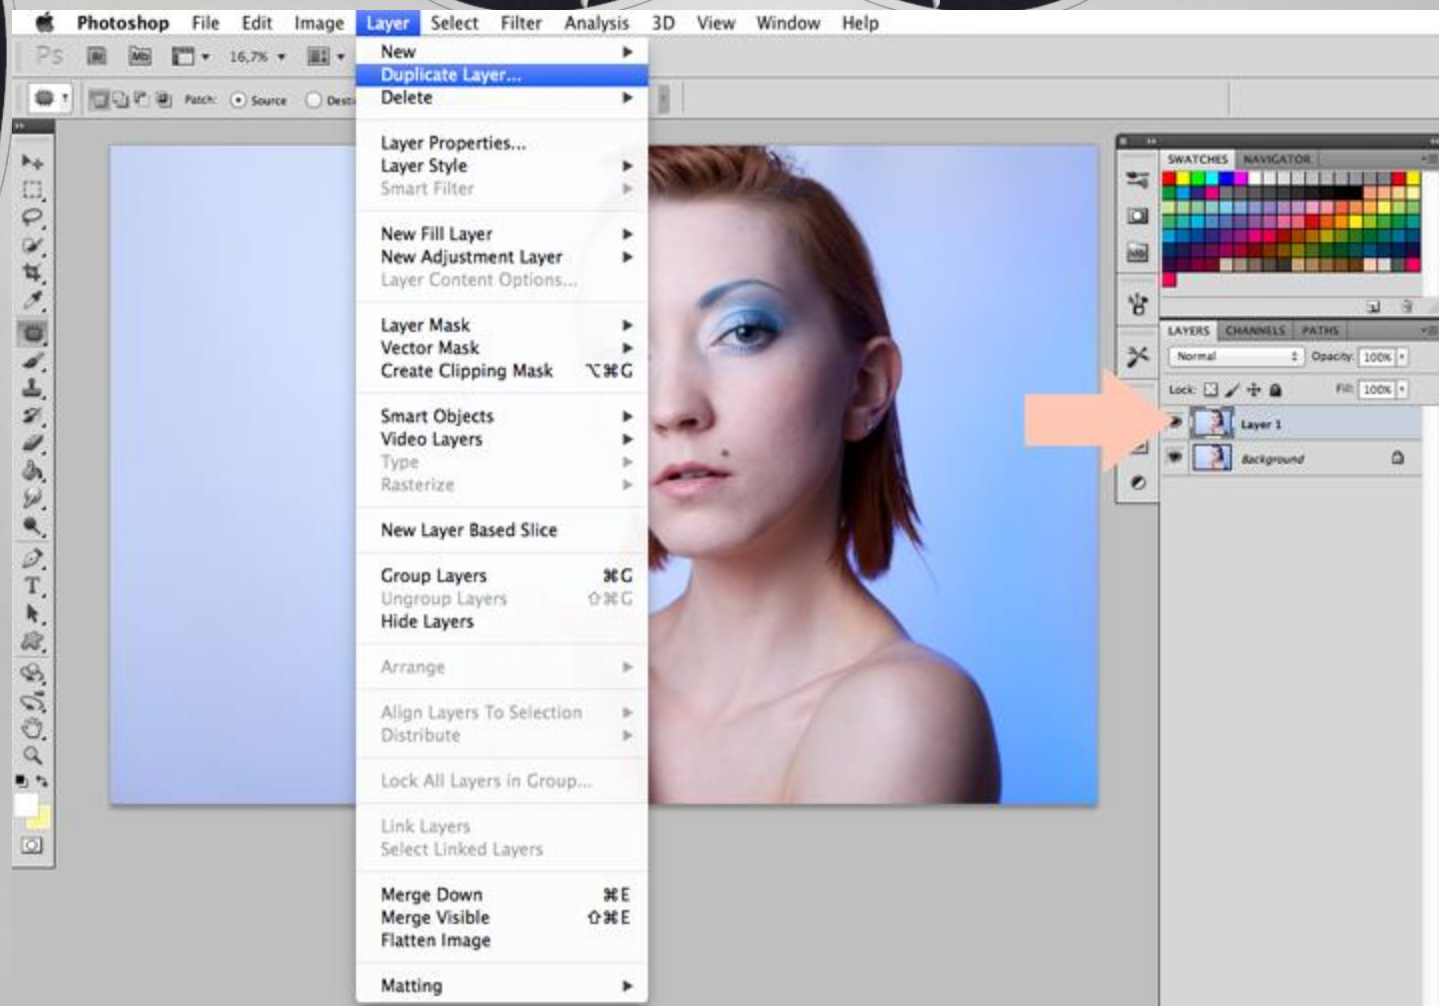 Photoshop File Edit Image Layer Select Filter Analysis 3D View Window Help
Ps Br Mb 16,7%
Patch: Source Desti
New
Duplicate Layer...
Delete
Layer Properties...
Layer Style
Smart Filter
New Fill Layer
New Adjustment Layer
Layer Content Options...
Layer Mask
Vector Mask
Create Clipping Mask ⌥⌘G
Smart Objects
Video Layers
Type
Rasterize
New Layer Based Slice
Group Layers ⌘G
Ungroup Layers ⇧⌘G
Hide Layers
Arrange
Align Layers To Selection
Distribute
Lock All Layers in Group...
Link Layers
Select Linked Layers
Merge Down ⌘E
Merge Visible ⇧⌘E
Flatten Image
Matting
SWATCHES NAVIGATOR
Mb
LAYERS CHANNELS PATHS
Normal Opacity: 100%
Lock: Fill: 100%
Layer 1
Background